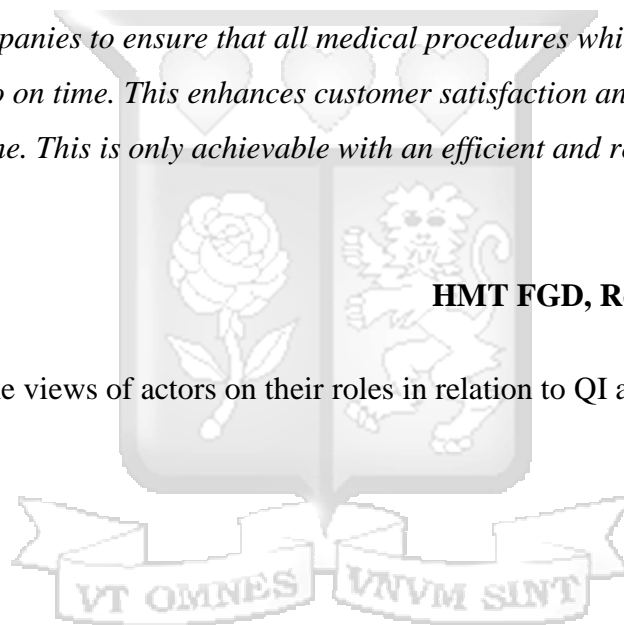 panies to ensure that all medical procedures whi
o on time. This enhances customer satisfaction an
ne. This is only achievable with an efficient and r
HMT FGD, R
e views of actors on their roles in relation to QI a
VT OMNES VNVM SINT